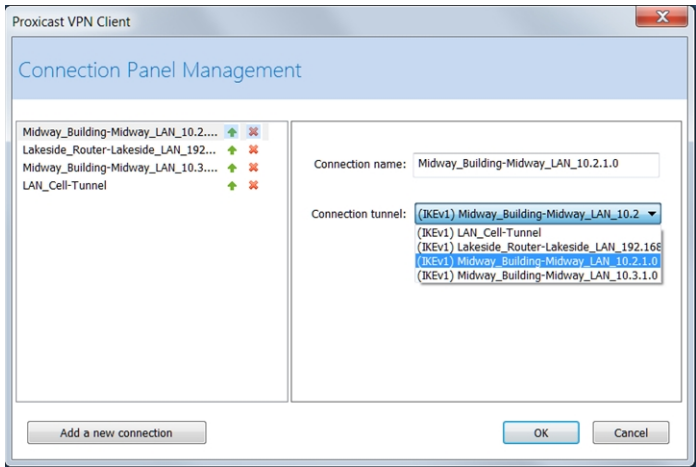 Proxicast VPN Client
Connection Panel Management
Midway_Building-Midway_LAN_10.2....
Lakeside_Router-Lakeside_LAN_192...
Midway_Building-Midway_LAN_10.3....
LAN_Cell-Tunnel
Connection name: Midway_Building-Midway_LAN_10.2.1.0
Connection tunnel: (IKEv1) Midway_Building-Midway_LAN_10.2
(IKEv1) LAN_Cell-Tunnel
(IKEv1) Lakeside_Router-Lakeside_LAN_192.168
(IKEv1) Midway_Building-Midway_LAN_10.2.1.0
(IKEv1) Midway_Building-Midway_LAN_10.3.1.0
Add a new connection
OK
Cancel